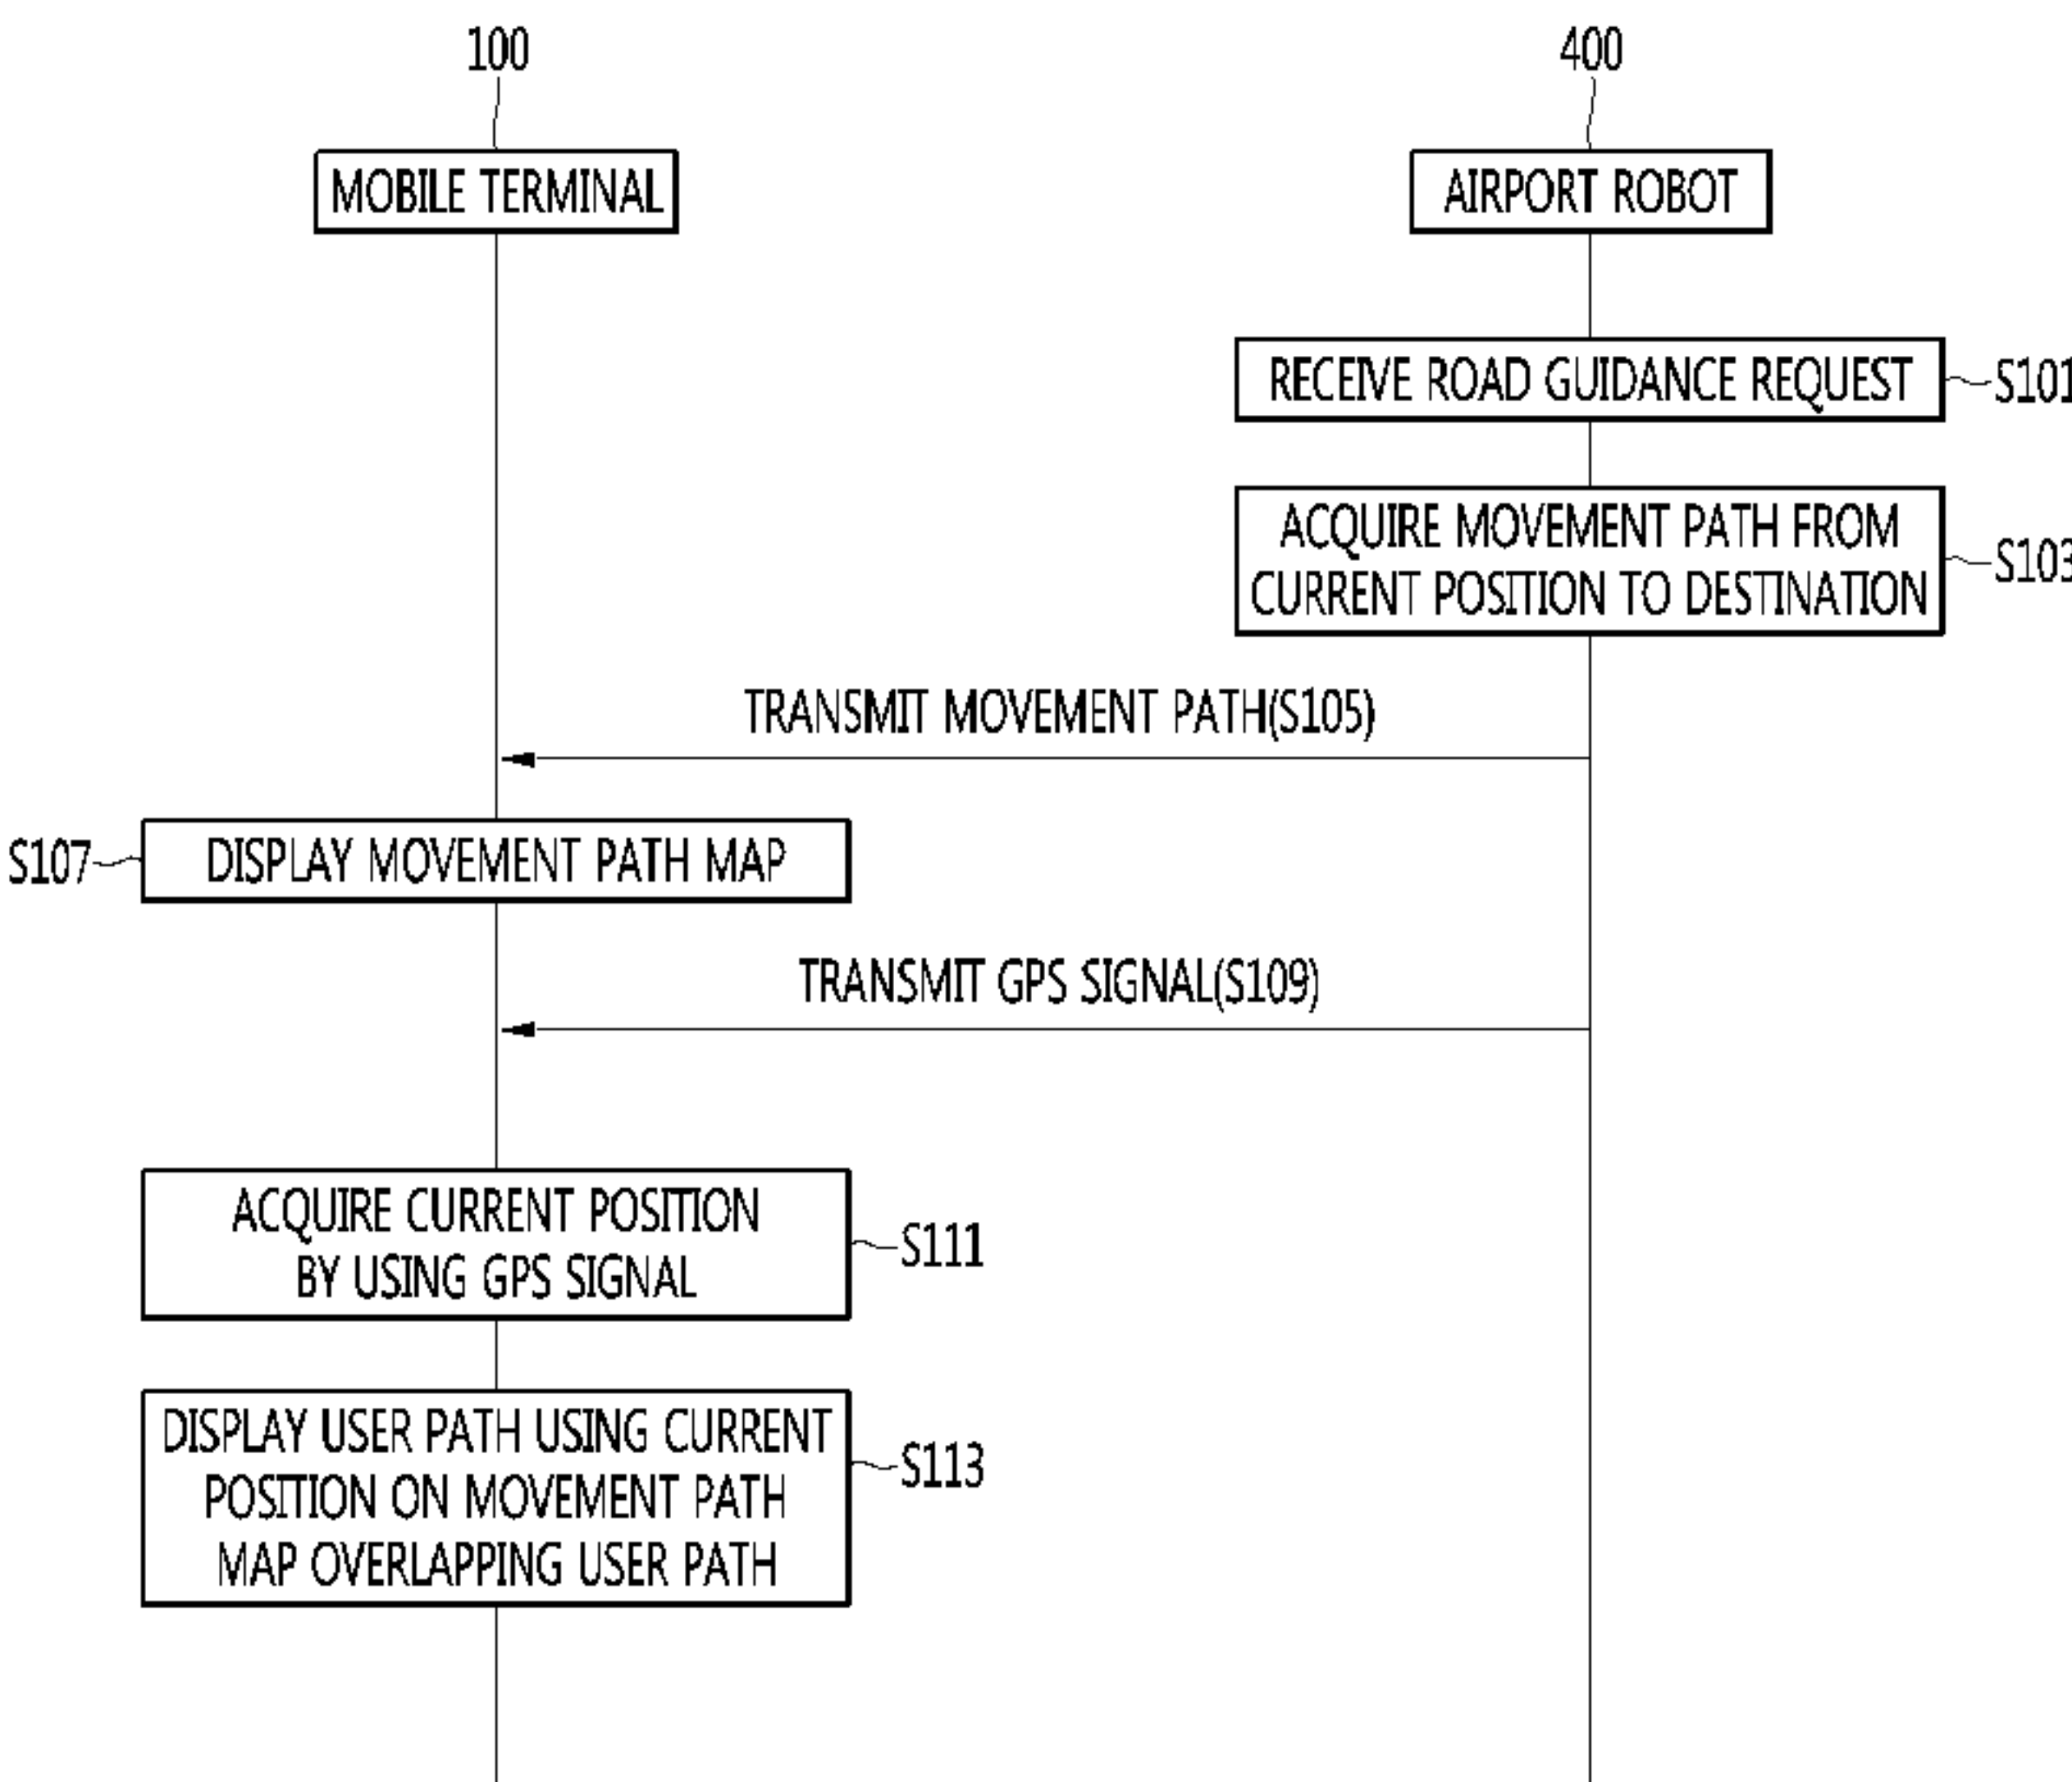 100
400
MOBILE TERMINAL
AIRPORT ROBOT
RECEIVE ROAD GUIDANCE REQUEST
S101
ACQUIRE MOVEMENT PATH FROM
CURRENT POSITION TO DESTINATION
S103
TRANSMIT MOVEMENT PATH(S105)
S107
DISPLAY MOVEMENT PATH MAP
TRANSMIT GPS SIGNAL(S109)
ACQUIRE CURRENT POSITION
BY USING GPS SIGNAL
S111
DISPLAY USER PATH USING CURRENT
POSITION ON MOVEMENT PATH
MAP OVERLAPPING USER PATH
S113